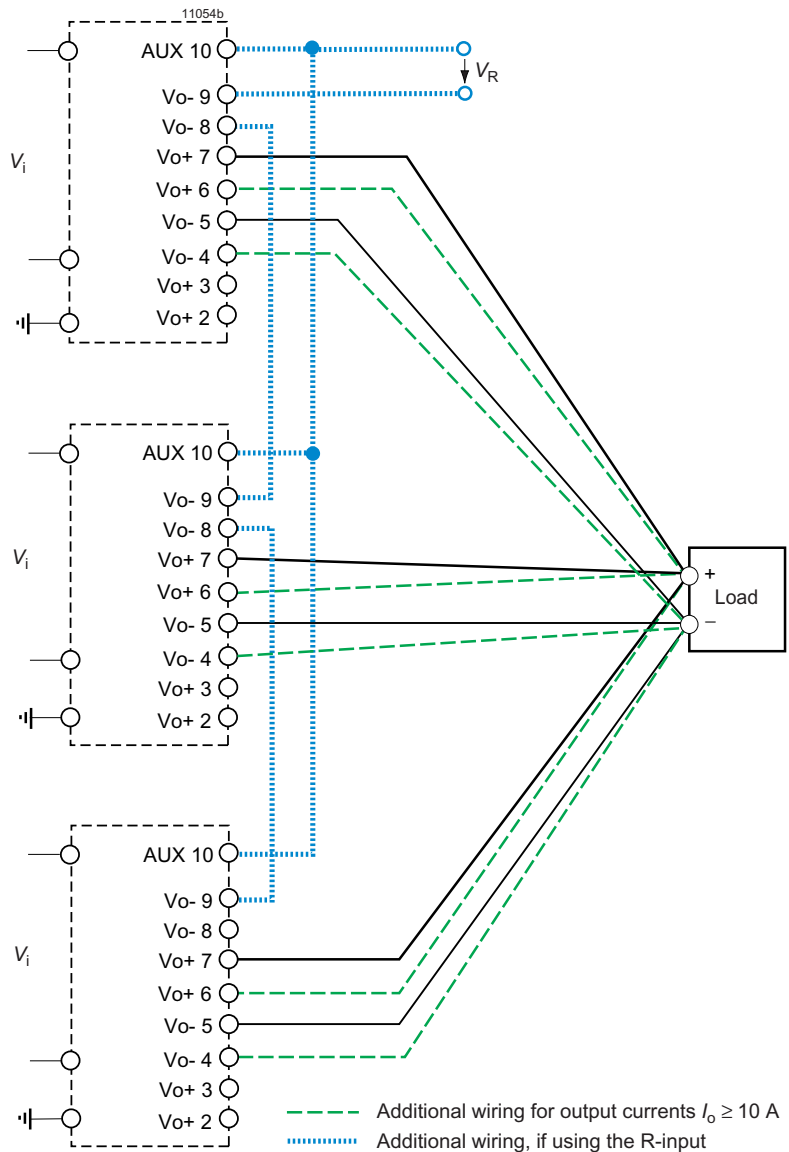 11054b
AUX 10
V_R
Vo- 9
Vo- 8
Vo+ 7
V_i
Vo+ 6
Vo- 5
Vo- 4
Vo+ 3
Vo+ 2
AUX 10
Vo- 9
Vo- 8
V_i
Vo+ 7
Vo+ 6
Vo- 5
Vo- 4
Vo+ 3
Vo+ 2
+
Load
−
AUX 10
Vo- 9
Vo- 8
V_i
Vo+ 7
Vo+ 6
Vo- 5
Vo- 4
Vo+ 3
Vo+ 2
Additional wiring for output currents I_o ≥ 10 A
Additional wiring, if using the R-input